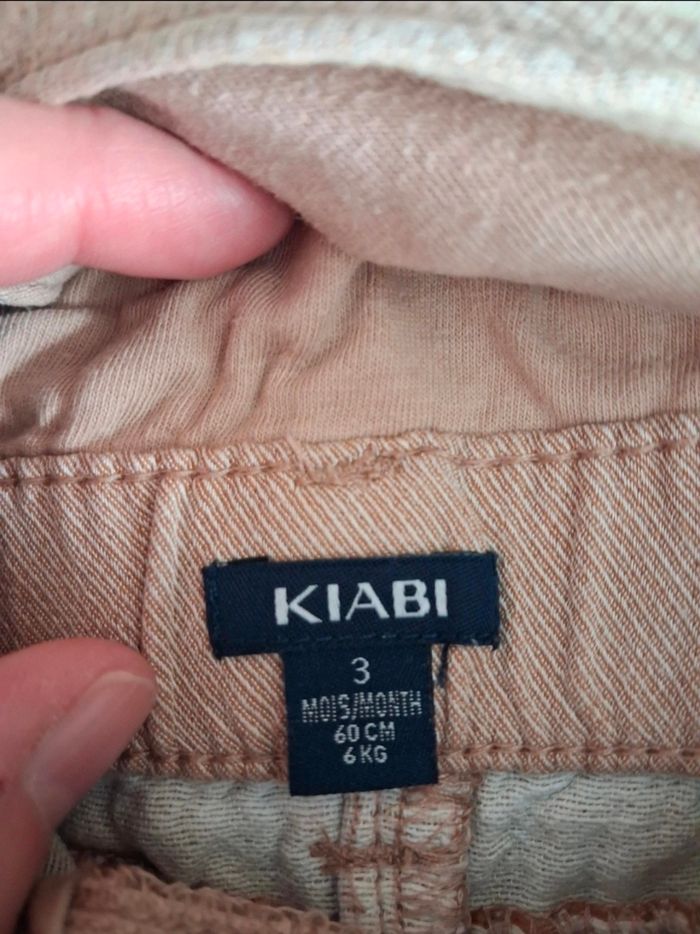 KIABI
3
MOIS/MONTH
60 CM
6 KG